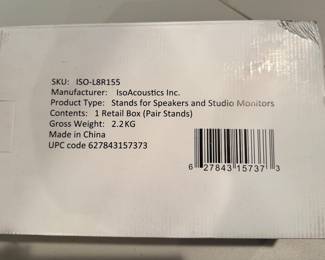 SKU: ISO-L8R155
Manufacturer: IsoAcoustics Inc.
Product Type: Stands for Speakers and Studio Monitors
Contents: 1 Retail Box (Pair Stands)
Gross Weight: 2.2KG
Made in China
UPC code 627843157373
6 27843 15737 3